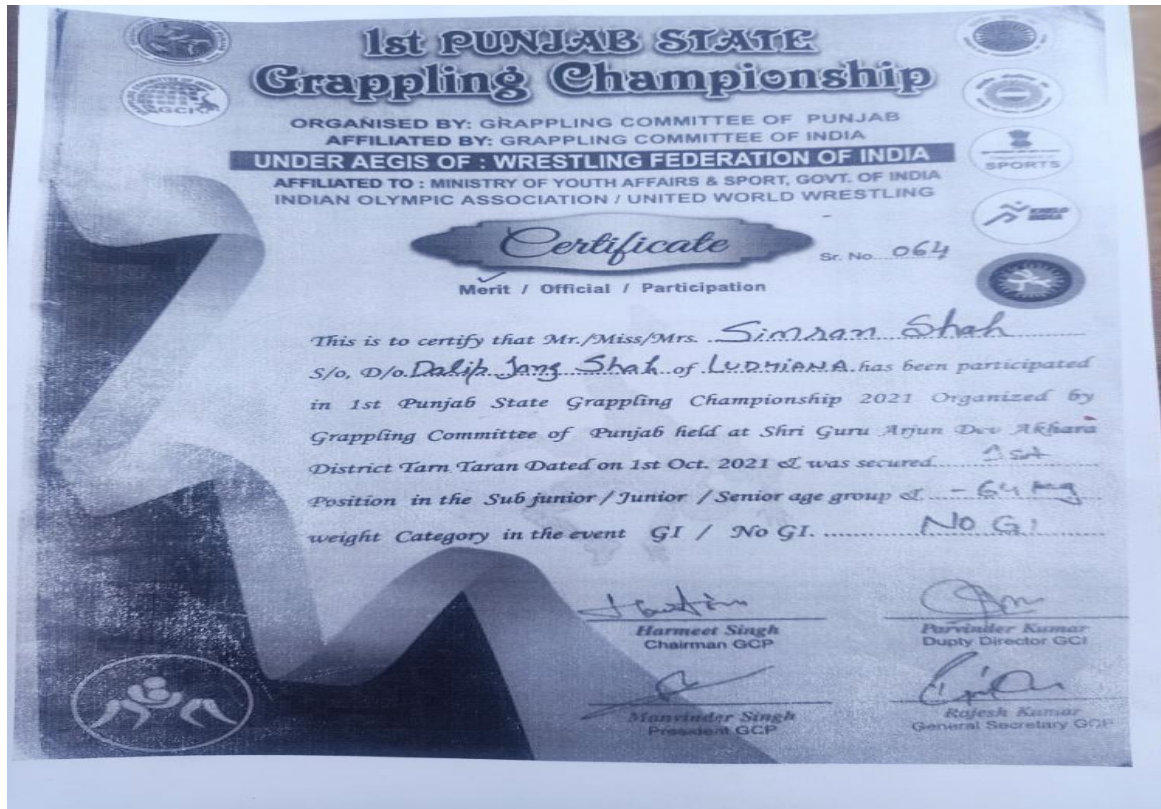 1st PUNJAB STATE
Grappling Championship
ORGANISED BY: GRAPPLING COMMITTEE OF PUNJAB
AFFILIATED BY: GRAPPLING COMMITTEE OF INDIA
UNDER AEGIS OF : WRESTLING FEDERATION OF INDIA
AFFILIATED TO : MINISTRY OF YOUTH AFFAIRS & SPORT, GOVT. OF INDIA
INDIAN OLYMPIC ASSOCIATION / UNITED WORLD WRESTLING
GCI
SPORTS
KHELO
INDIA
Certificate
Sr. No. 064
Merit / Official / Participation
This is to certify that Mr./Miss/Mrs. Simran Shah
S/o, D/o. Dalip Jang Shah of LUDHIANA has been participated
in 1st Punjab State Grappling Championship 2021 Organized by
Grappling Committee of Punjab held at Shri Guru Arjun Dev Akhara
District Tarn Taran Dated on 1st Oct. 2021 & was secured 1st
Position in the Sub junior / Junior / Senior age group & - 64 kg
weight Category in the event GI / No GI. No GI
Harmeet Singh
Chairman GCP
Parvinder Kumar
Dupty Director GCI
Manvinder Singh
President GCP
Rajesh Kumar
General Secretary GCP